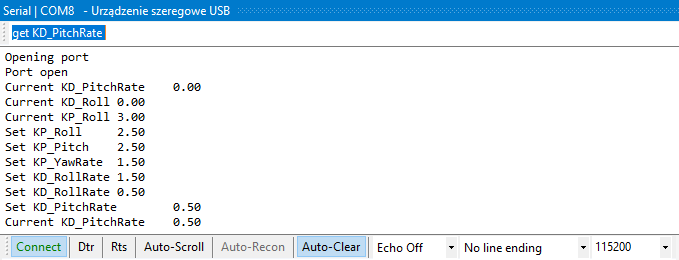 Serial | COM8 - Urządzenie szeregowe USB
get KD_PitchRate
Opening port
Port open
Current KD_PitchRate 0.00
Current KD_Roll 0.00
Current KP_Roll 3.00
Set KP_Roll 2.50
Set KP_Pitch 2.50
Set KP_YawRate 1.50
Set KD_RollRate 1.50
Set KD_RollRate 0.50
Set KD_PitchRate 0.50
Current KD_PitchRate 0.50
Connect Dtr Rts Auto-Scroll Auto-Recon Auto-Clear Echo Off No line ending 115200